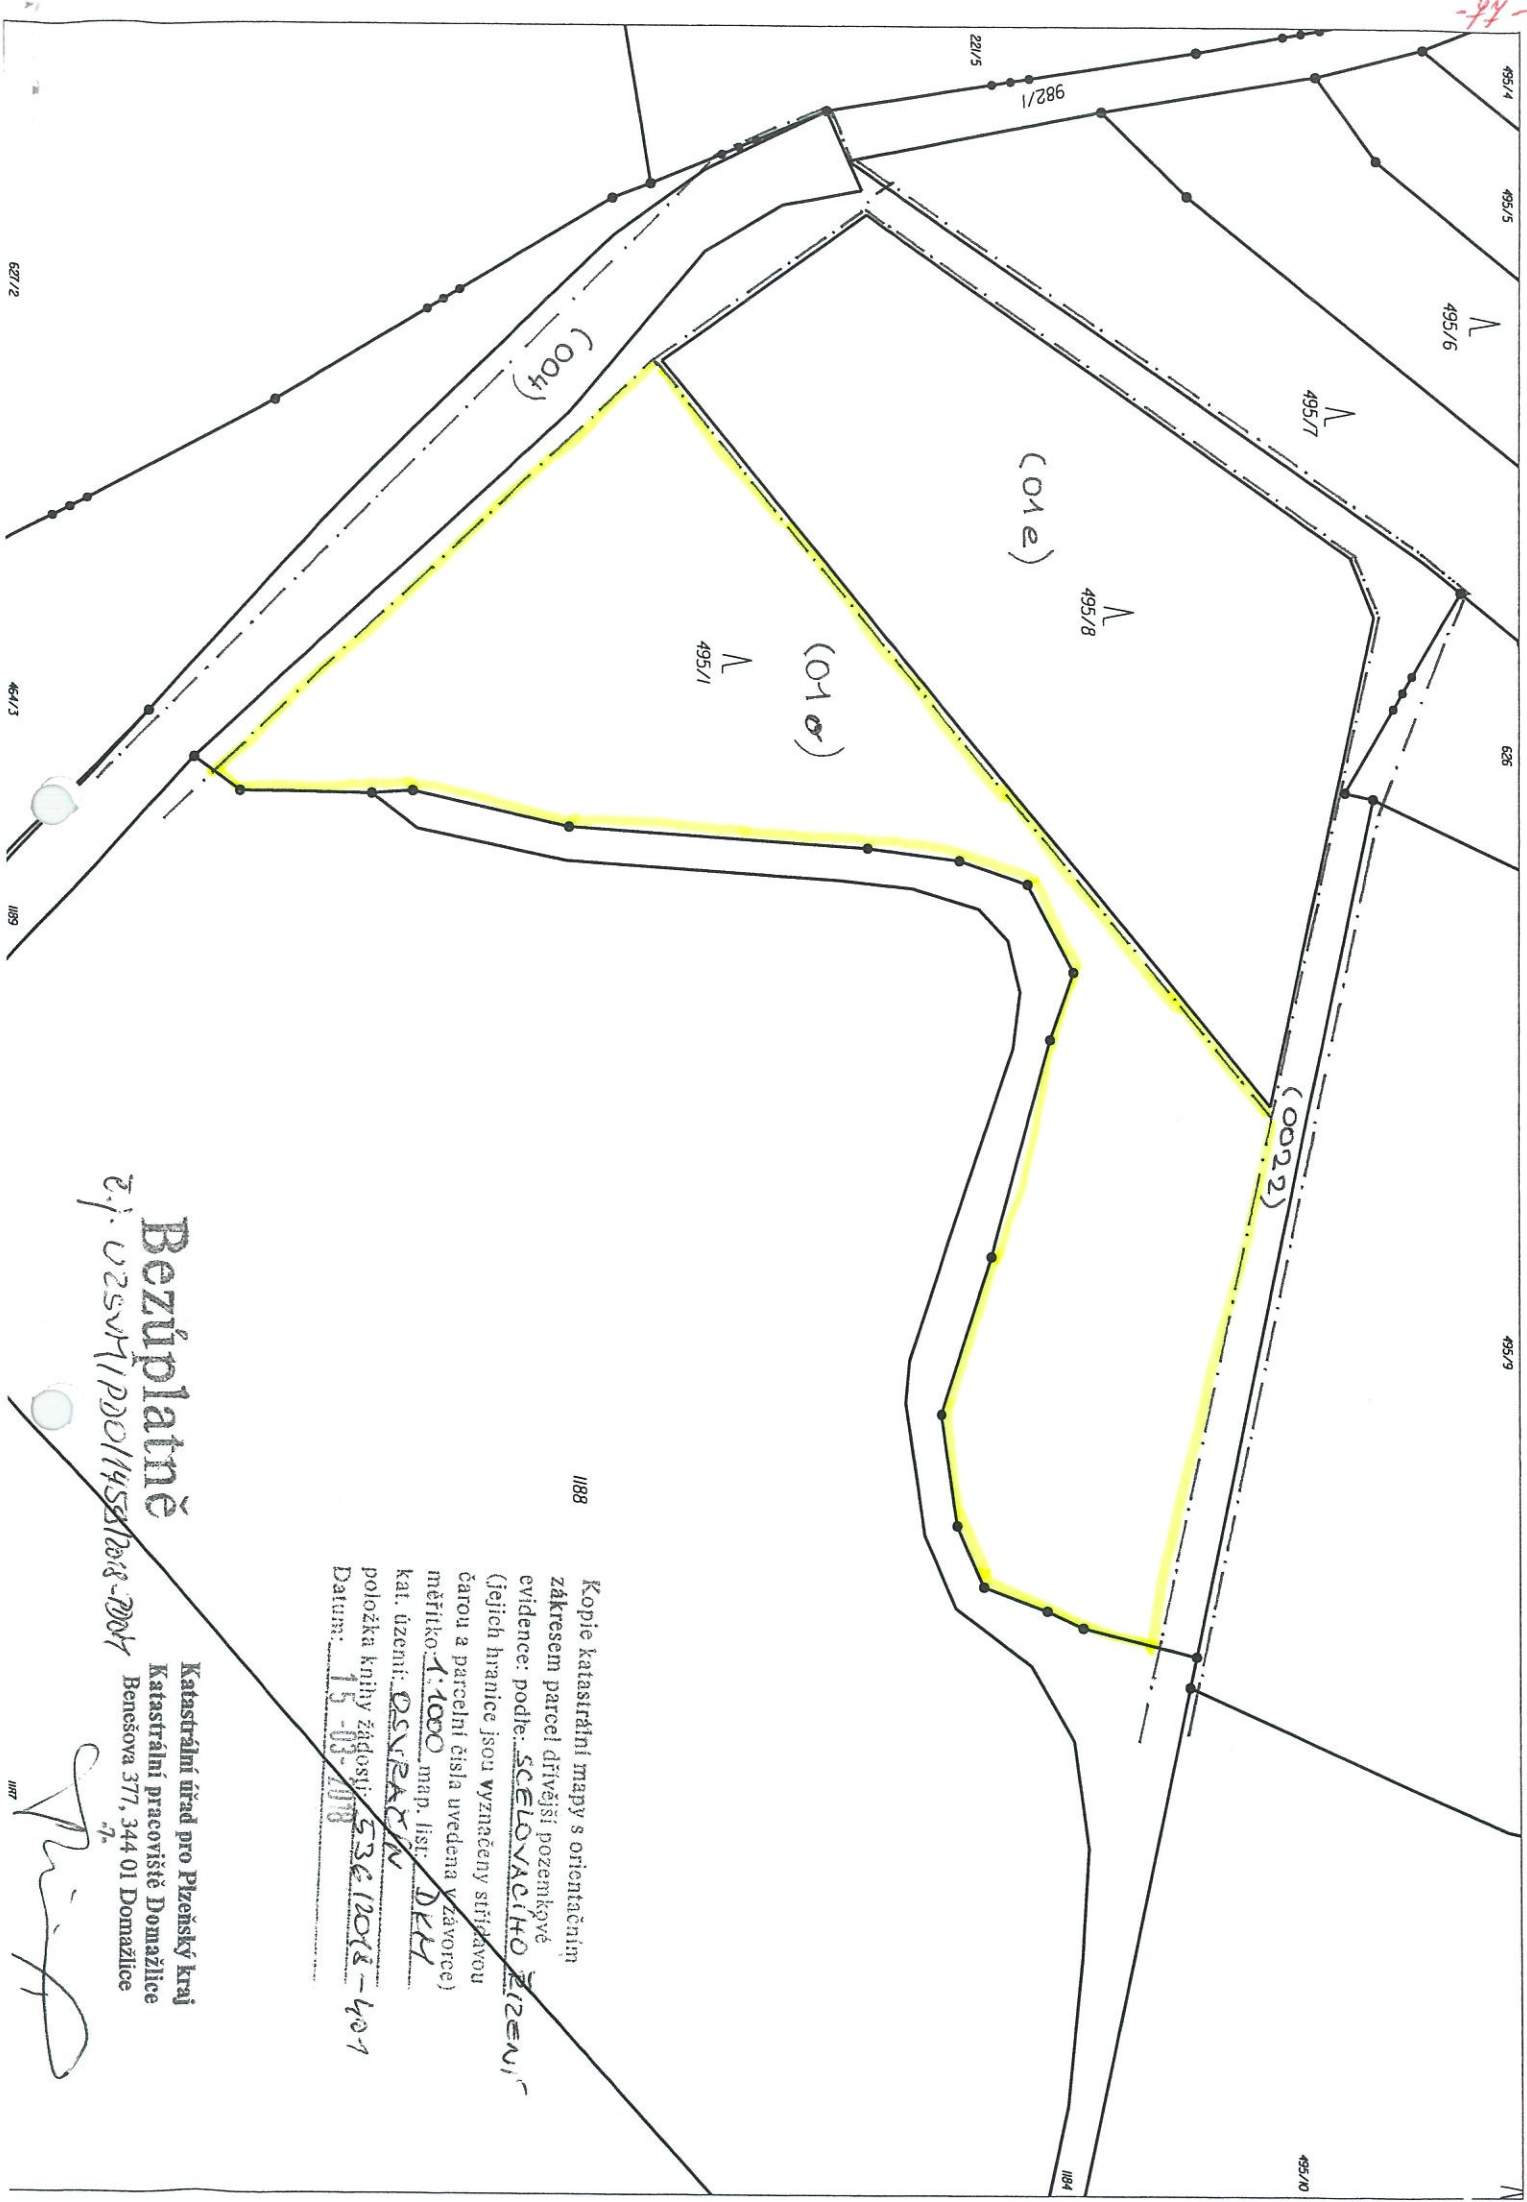 495/4
495/5
495/6
495/7
626
495/9
495/10
221/5
982/1
(01e)
495/8
(0022)
1184
(004)
495/1
627/2
464/3
1189
1188
1187
Kopie katastrální mapy s orientačním
zákresem parcel dřívější pozemkové
evidence: podle: SCELOVACÍHO ŘÍZENÍ
(jejich hranice jsou vyznačeny střídavou
čarou a parcelní čísla uvedena v závorce)
měřítko: 1:1000 map. list: DKM
kat. území: OSVRAČÍN
položka knihy žádostí: 536/2018-401
Datum: 15-03-2018
Bezúplatně
č.j. UZSVM/PDO/
Katastrální úřad pro Plzeňský kraj
Katastrální pracoviště Domažlice
Benešova 377, 344 01 Domažlice
-7-